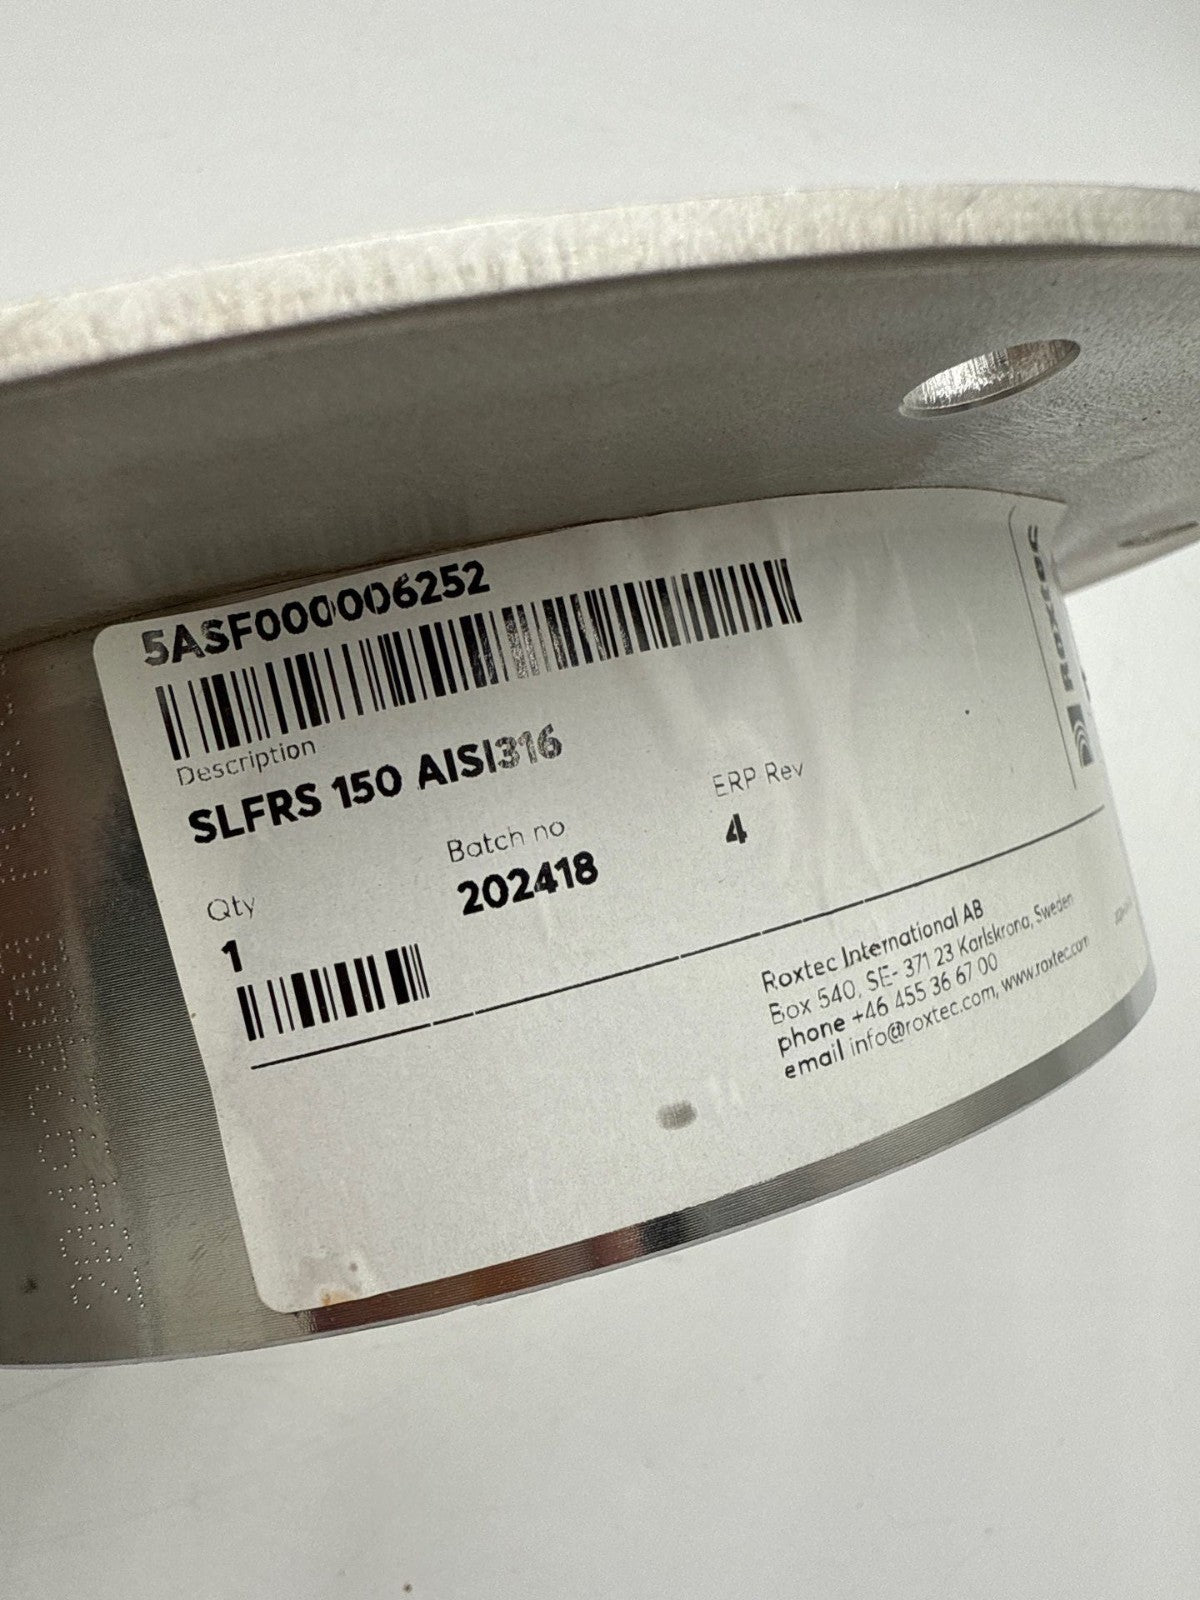 5ASF000006252
Description
SLFRS 150 AISI316
Qty
1
Batch no
202418
ERP Rev
4
Roxtec International AB
Box 540, SE- 371 23 Karlskrona, Sweden
phone +46 455 36 67 00
email info@roxtec.com, www.roxtec.com